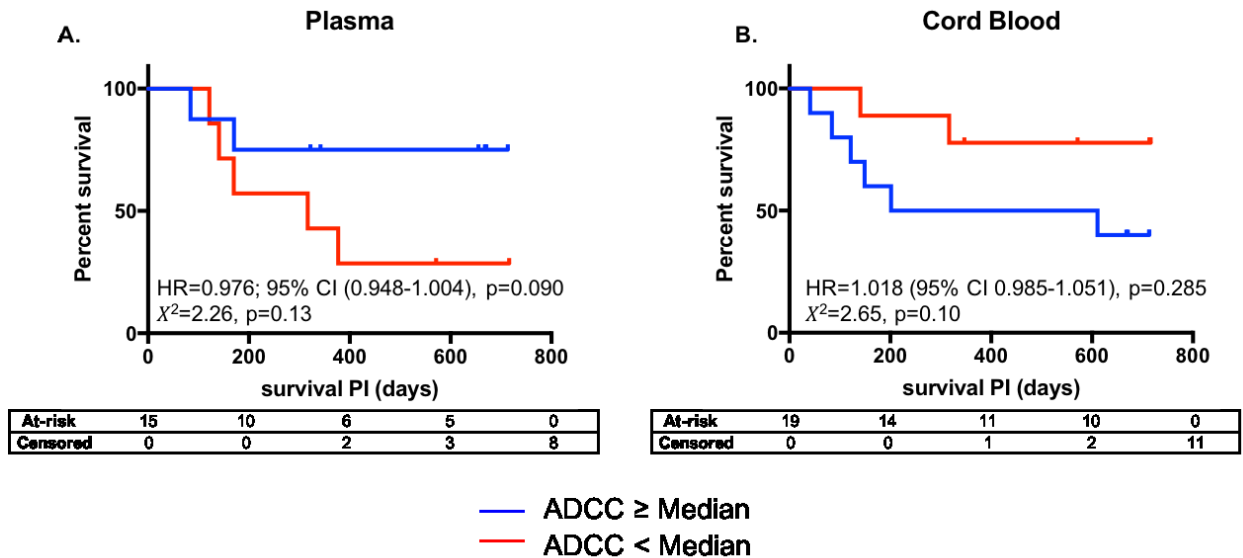 Plasma
A.
Percent survival
100
50
0
HR=0.976; 95% CI (0.948-1.004), p=0.090
X²=2.26, p=0.13
0 200 400 600 800
survival PI (days)
At-risk 15 10 6 5 0
Censored 0 0 2 3 8
Cord Blood
B.
Percent survival
100
50
0
HR=1.018 (95% CI 0.985-1.051), p=0.285
X²=2.65, p=0.10
0 200 400 600 800
survival PI (days)
At-risk 19 14 11 10 0
Censored 0 0 1 2 11
ADCC ≥ Median
ADCC < Median